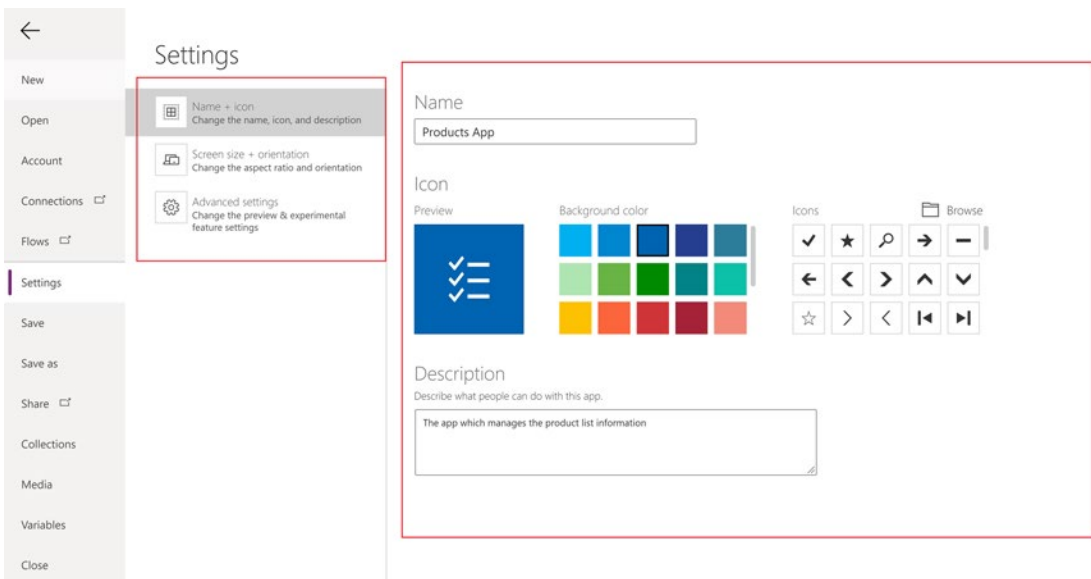 New
Open
Account
Connections
Flows
Settings
Save
Save as
Share
Collections
Media
Variables
Close
Settings
Name + icon
Change the name, icon, and description
Screen size + orientation
Change the aspect ratio and orientation
Advanced settings
Change the preview & experimental
feature settings
Name
Products App
Icon
Preview
Background color
Icons
Browse
Description
Describe what people can do with this app.
The app which manages the product list information